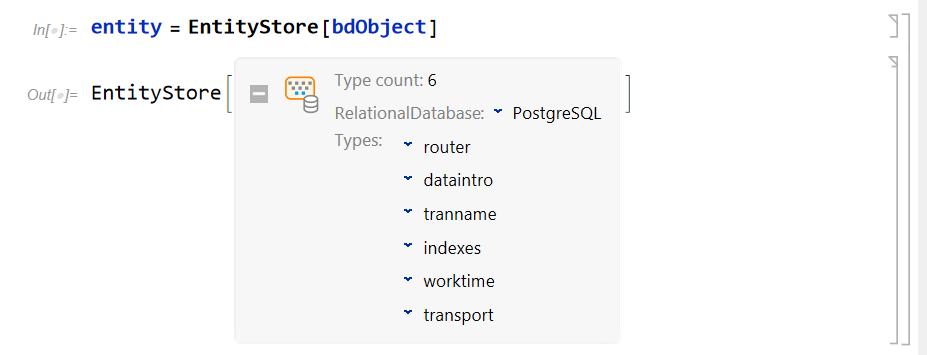 In[◦]:= entity = EntityStore[bdObject]
Out[◦]= EntityStore[
Type count: 6
RelationalDatabase: PostgreSQL
Types: router
dataintro
tranname
indexes
worktime
transport
]